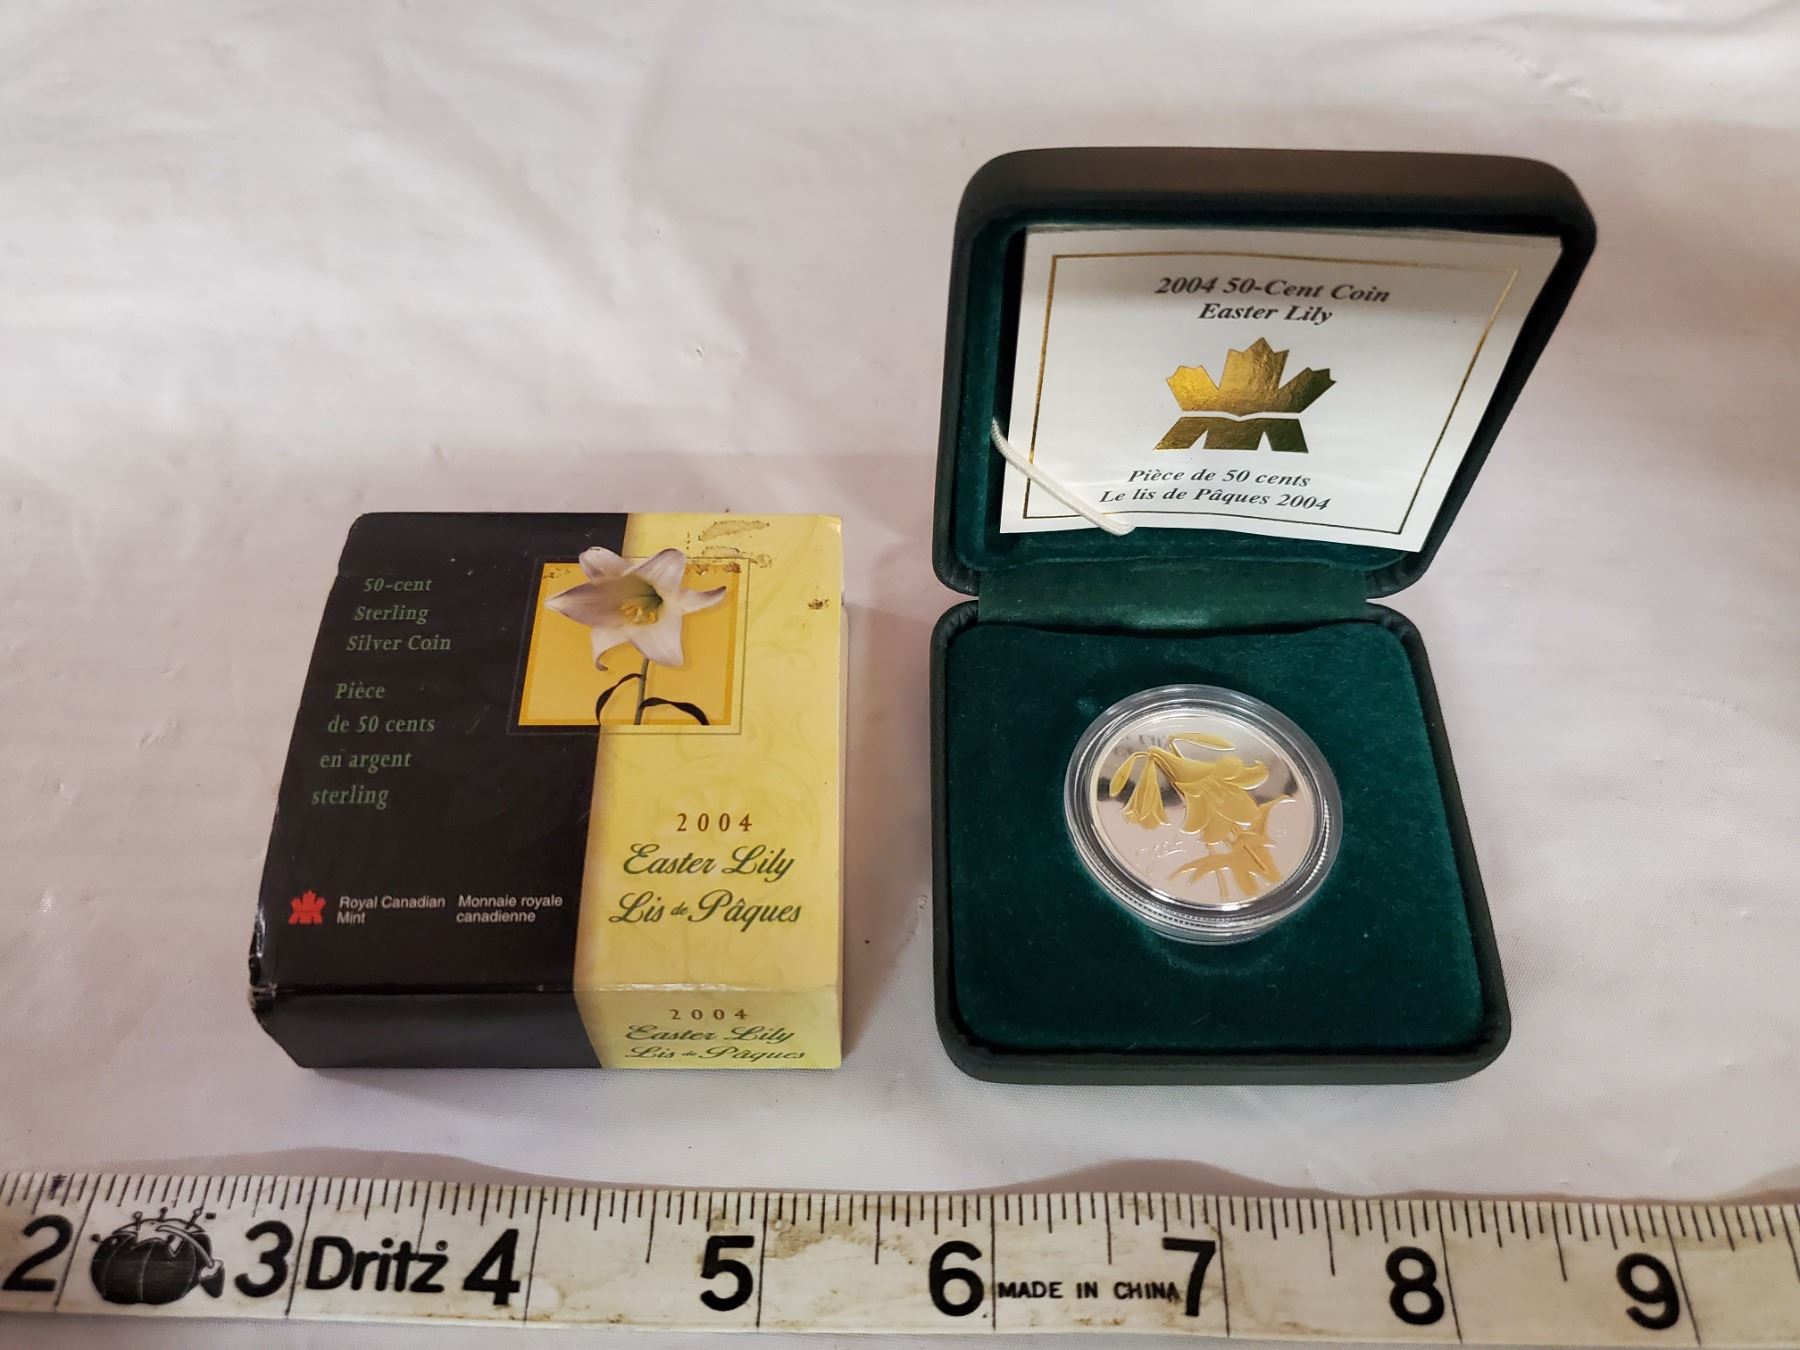 50-cent
Sterling
Silver Coin
Pièce
de 50 cents
en argent
sterling
2004
Easter Lily
Lis de Pâques
Royal Canadian
Mint
Monnaie royale
canadienne
2004
Easter Lily
Lis de Pâques
2004 50-Cent Coin
Easter Lily
Pièce de 50 cents
Le lis de Pâques 2004
2 3 Dritz 4 5 6 MADE IN CHINA 7 8 9